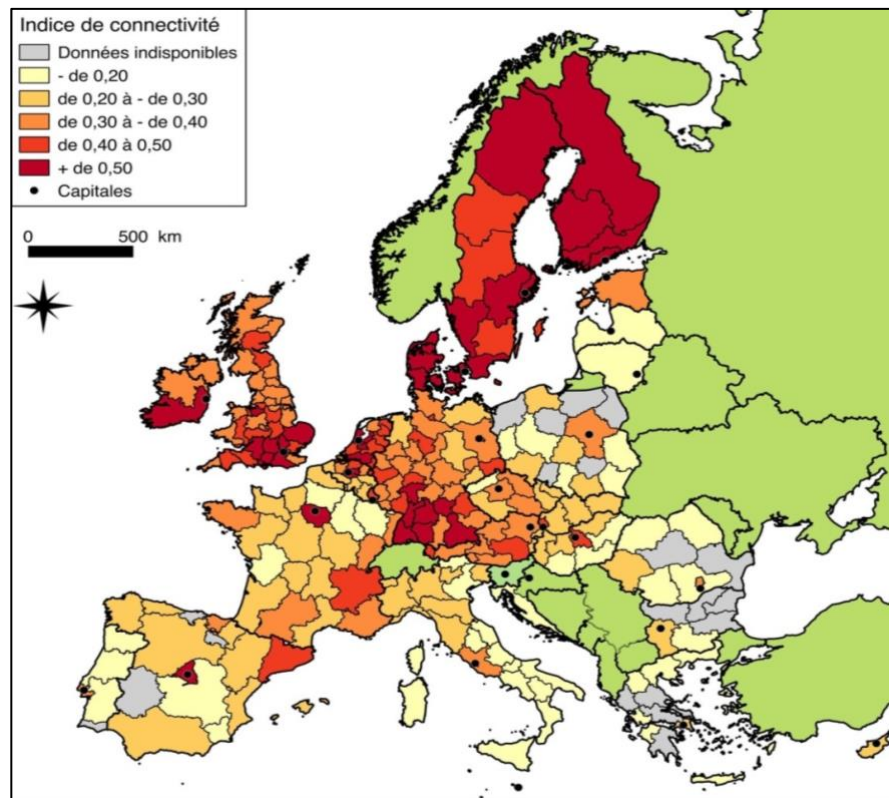 Indice de connectivité
Données indisponibles
- de 0,20
de 0,20 à - de 0,30
de 0,30 à - de 0,40
de 0,40 à 0,50
+ de 0,50
Capitales
0 500 km